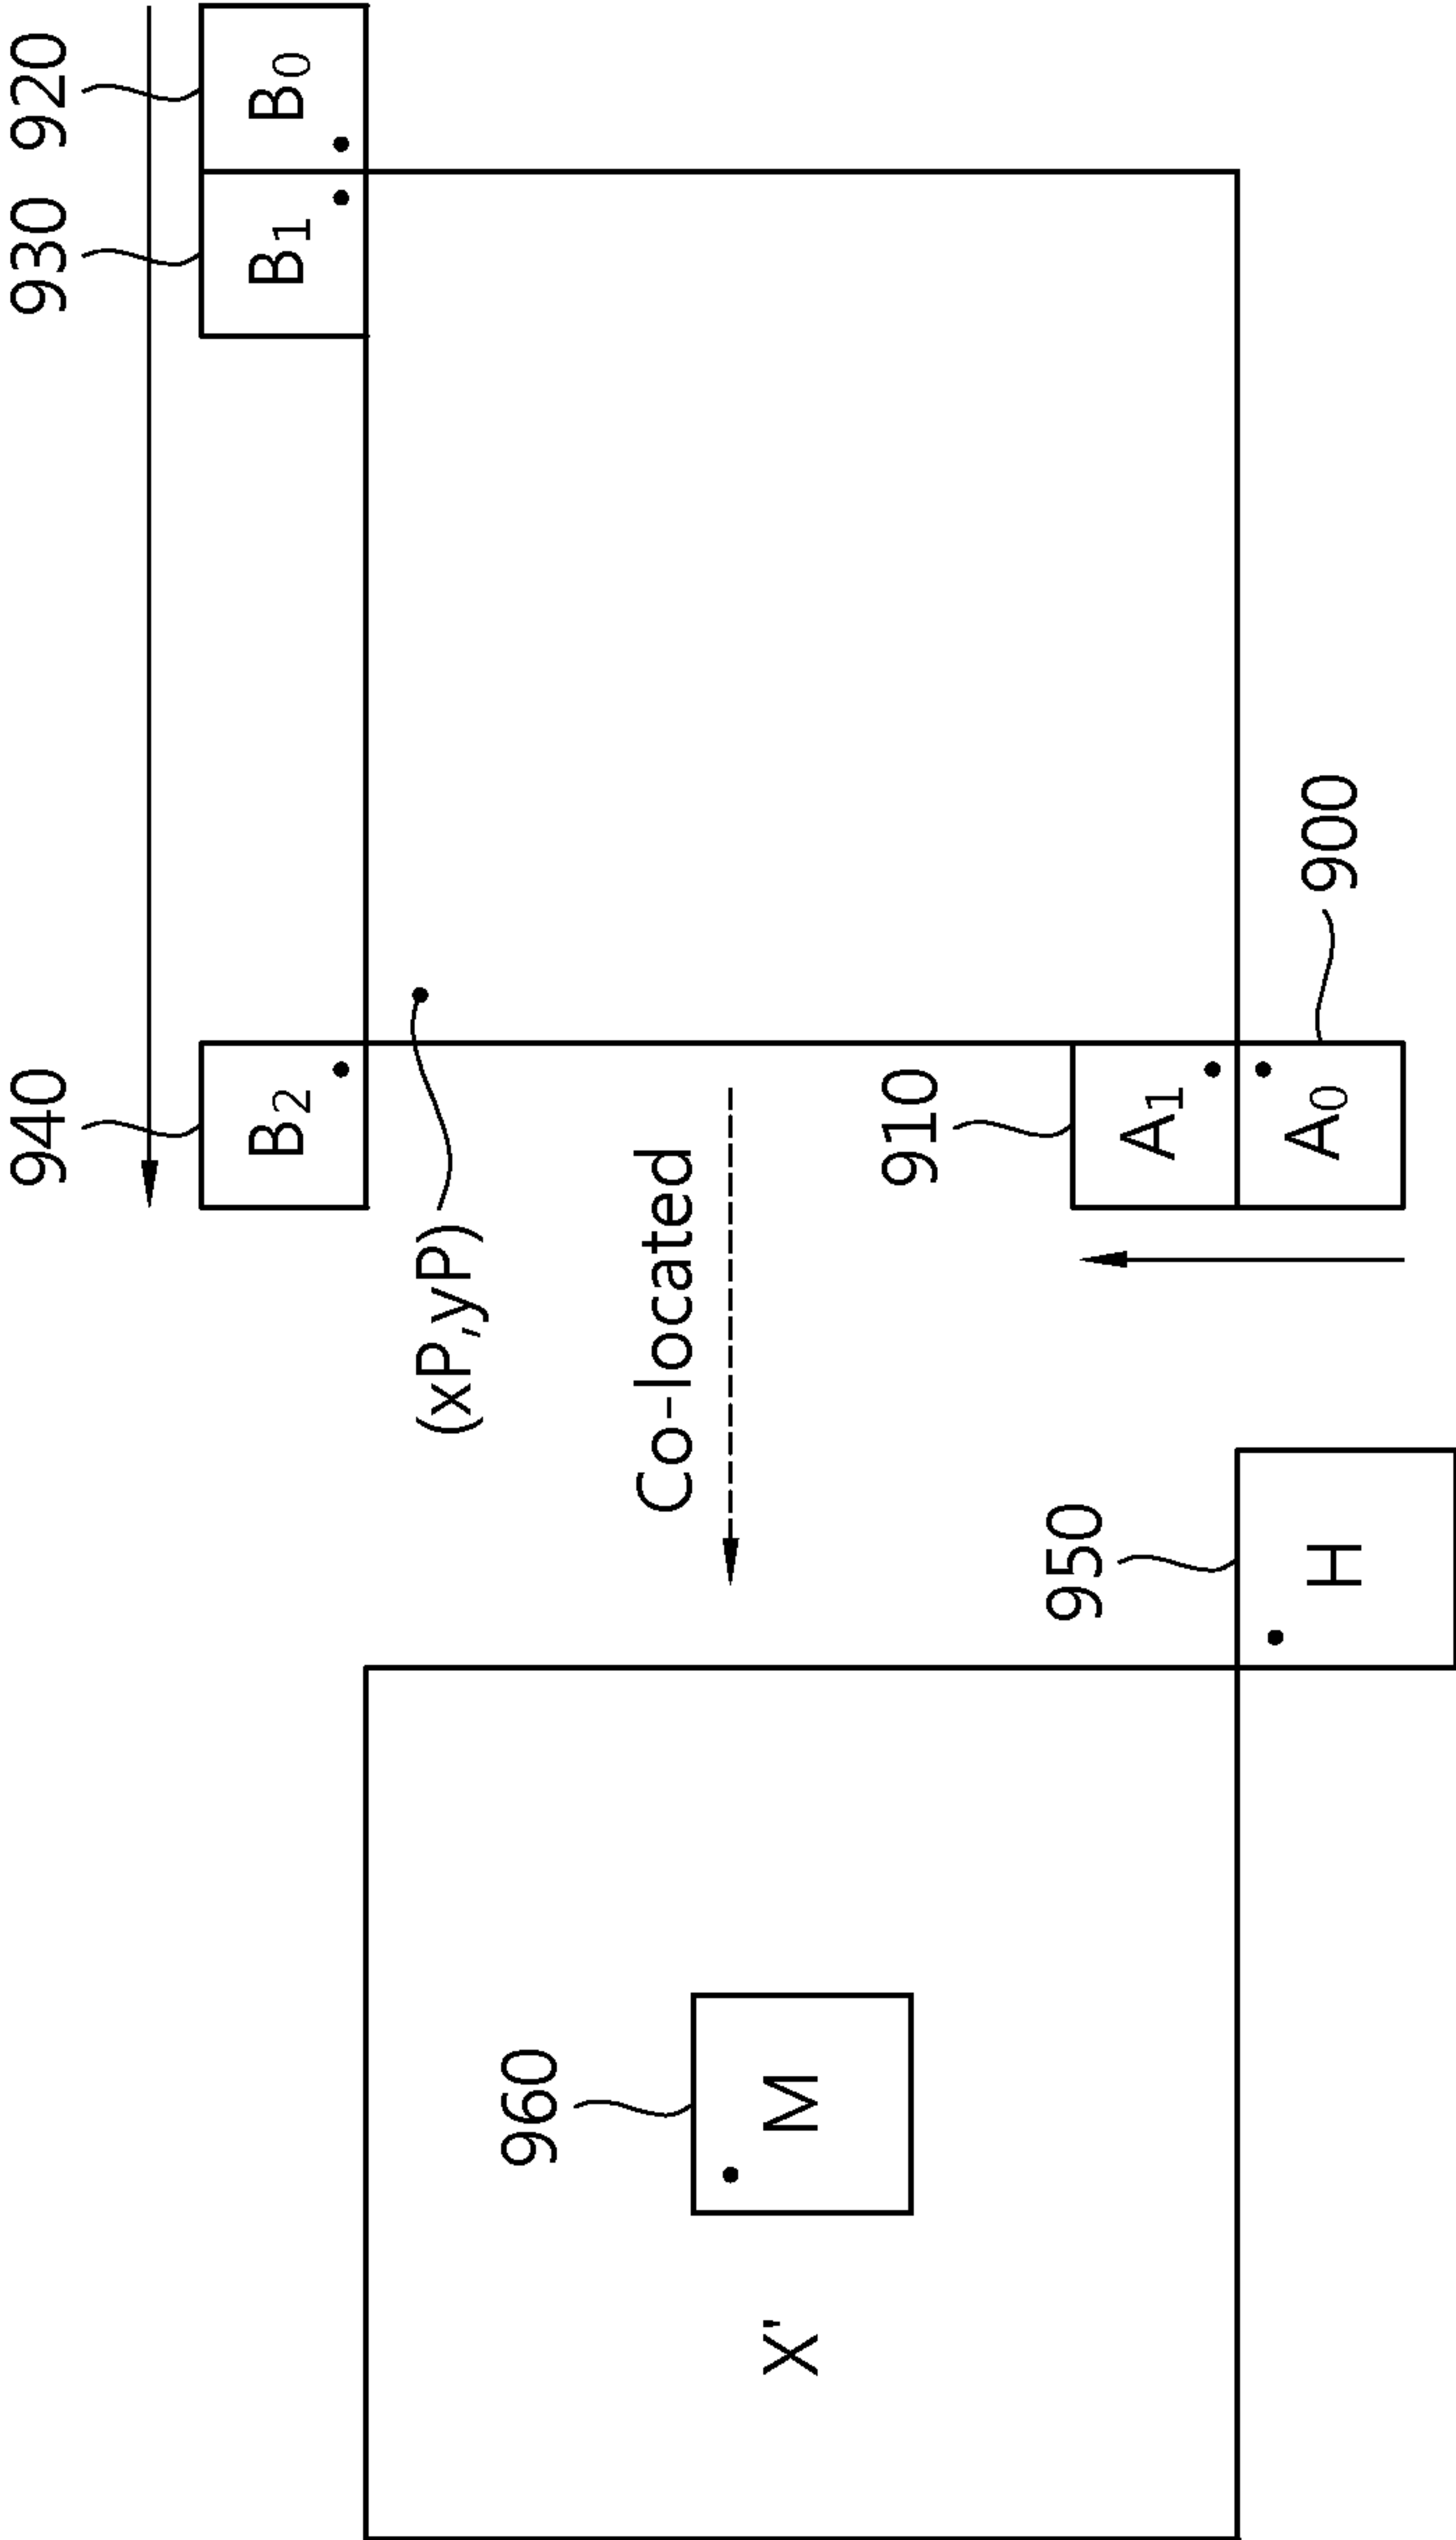 940
930
920
B2
B1
B0
(xP,yP)
Co-located
960
M
X'
910
A1
950
H
A0
900